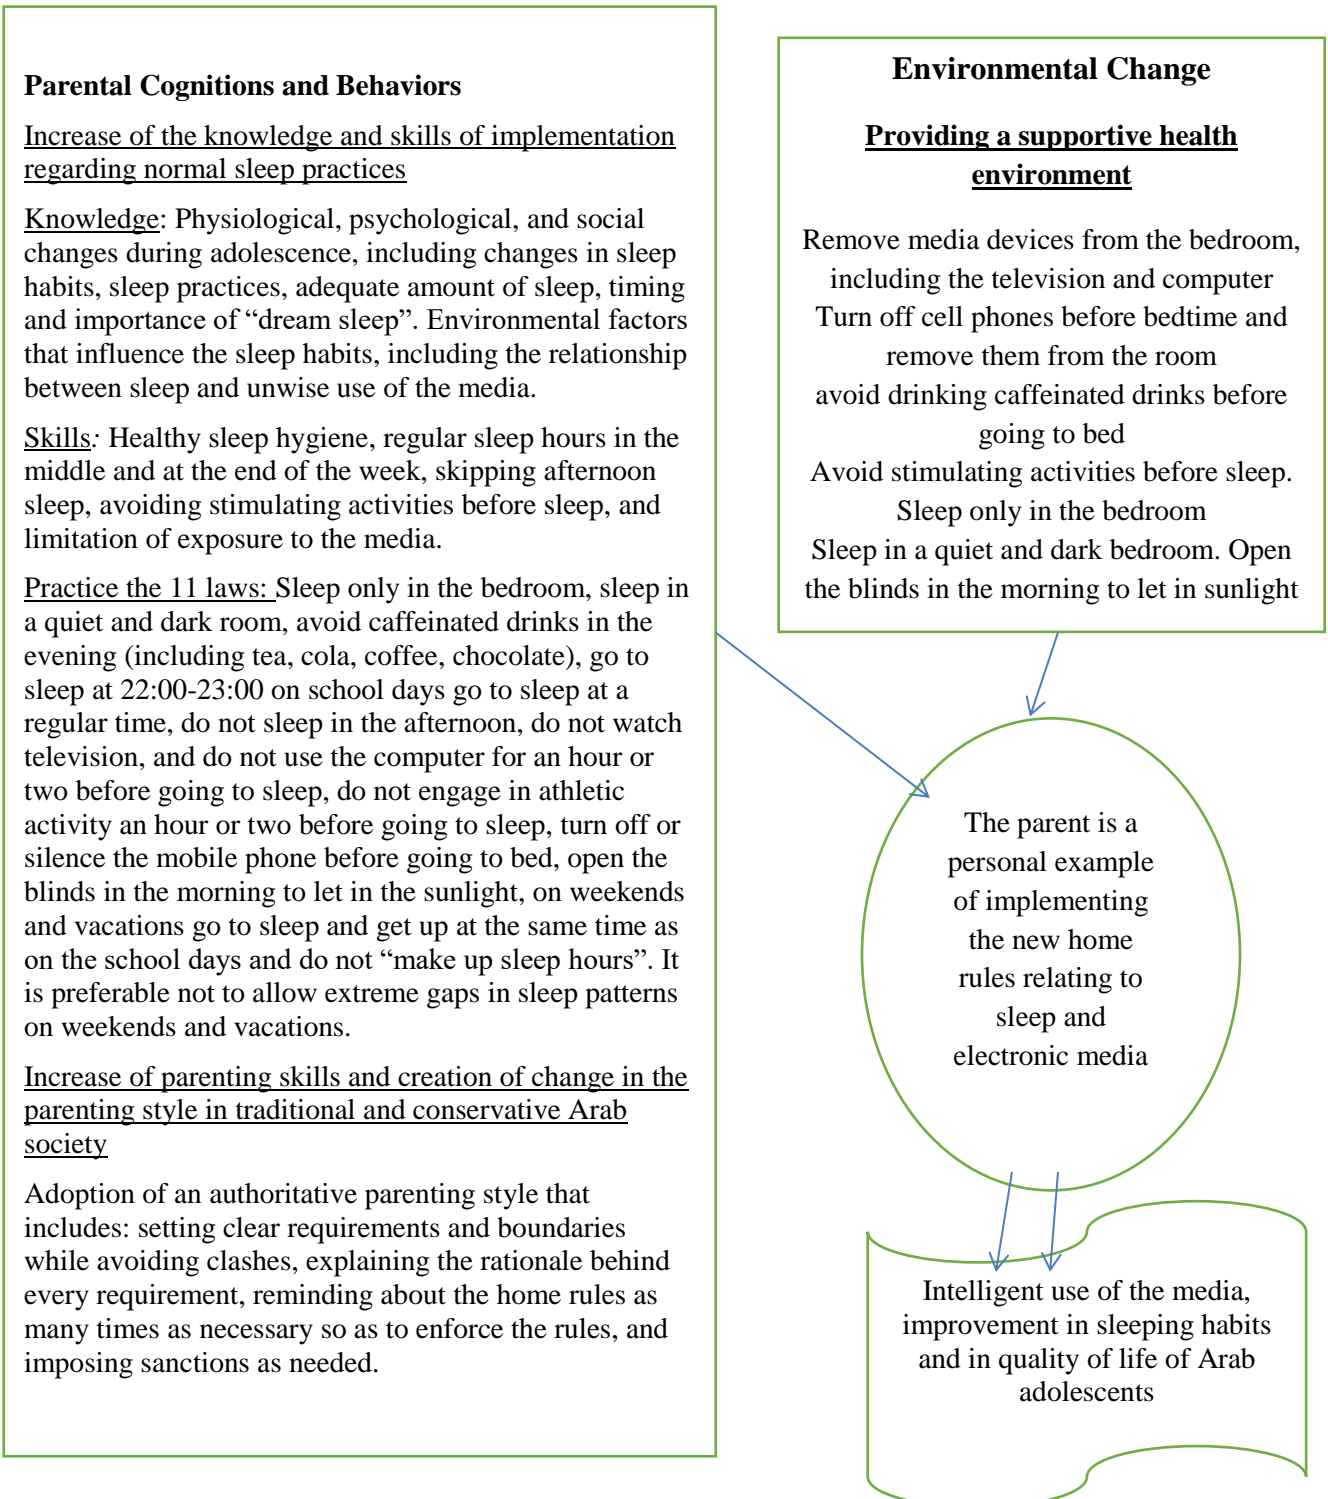 Parental Cognitions and Behaviors
Increase of the knowledge and skills of implementation
regarding normal sleep practices
Knowledge: Physiological, psychological, and social
changes during adolescence, including changes in sleep
habits, sleep practices, adequate amount of sleep, timing
and importance of “dream sleep”. Environmental factors
that influence the sleep habits, including the relationship
between sleep and unwise use of the media.
Skills: Healthy sleep hygiene, regular sleep hours in the
middle and at the end of the week, skipping afternoon
sleep, avoiding stimulating activities before sleep, and
limitation of exposure to the media.
Practice the 11 laws: Sleep only in the bedroom, sleep in
a quiet and dark room, avoid caffeinated drinks in the
evening (including tea, cola, coffee, chocolate), go to
sleep at 22:00-23:00 on school days go to sleep at a
regular time, do not sleep in the afternoon, do not watch
television, and do not use the computer for an hour or
two before going to sleep, do not engage in athletic
activity an hour or two before going to sleep, turn off or
silence the mobile phone before going to bed, open the
blinds in the morning to let in the sunlight, on weekends
and vacations go to sleep and get up at the same time as
on the school days and do not “make up sleep hours”. It
is preferable not to allow extreme gaps in sleep patterns
on weekends and vacations.
Increase of parenting skills and creation of change in the
parenting style in traditional and conservative Arab
society
Adoption of an authoritative parenting style that
includes: setting clear requirements and boundaries
while avoiding clashes, explaining the rationale behind
every requirement, reminding about the home rules as
many times as necessary so as to enforce the rules, and
imposing sanctions as needed.
Environmental Change
Providing a supportive health
environment
Remove media devices from the bedroom,
including the television and computer
Turn off cell phones before bedtime and
remove them from the room
avoid drinking caffeinated drinks before
going to bed
Avoid stimulating activities before sleep.
Sleep only in the bedroom
Sleep in a quiet and dark bedroom. Open
the blinds in the morning to let in sunlight
The parent is a
personal example
of implementing
the new home
rules relating to
sleep and
electronic media
Intelligent use of the media,
improvement in sleeping habits
and in quality of life of Arab
adolescents